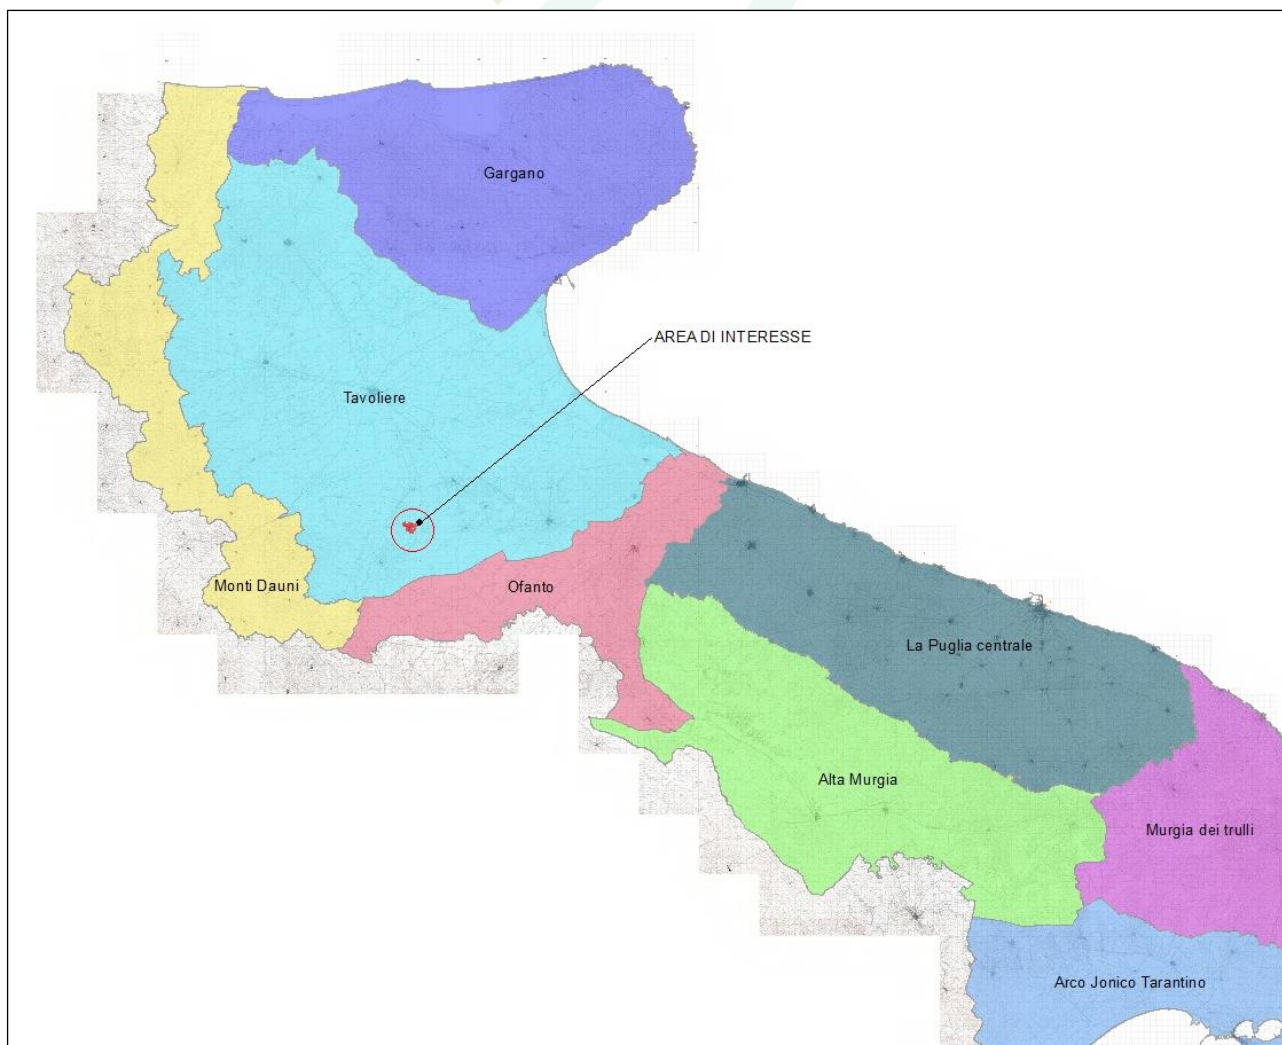 Gargano
AREA DI INTERESSE
Tavoliere
Monti Dauni
Ofanto
La Puglia centrale
Alta Murgia
Murgia dei trulli
Arco Jonico Tarantino